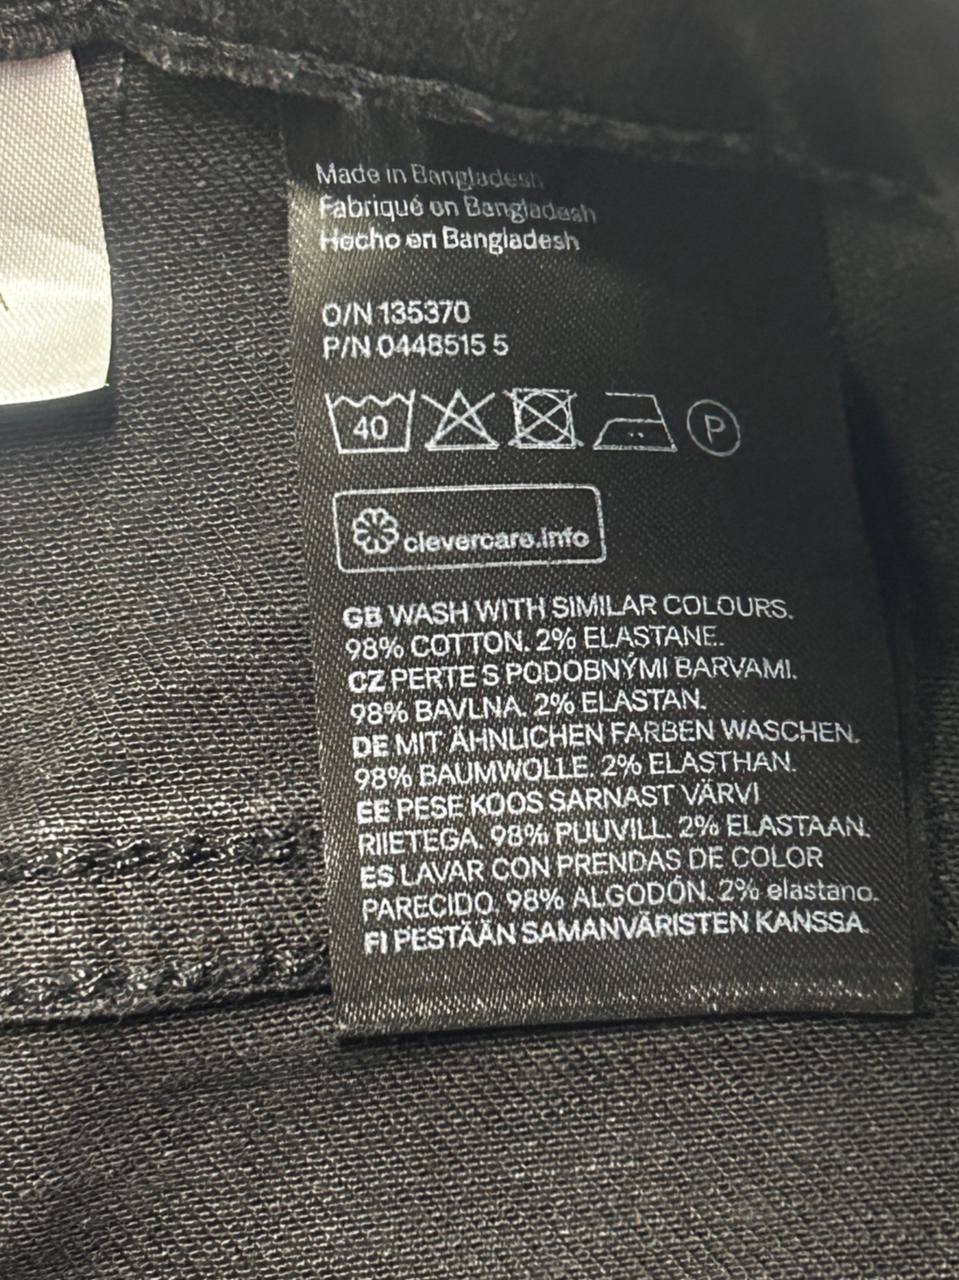 Made in Bangladesh
Fabriqué en Bangladesh
Hecho en Bangladesh
O/N 135370
P/N 0448515 5
40
P
clevercare.info
GB WASH WITH SIMILAR COLOURS.
98% COTTON. 2% ELASTANE.
CZ PERTE S PODOBNÝMI BARVAMI.
98% BAVLNA. 2% ELASTAN.
DE MIT ÄHNLICHEN FARBEN WASCHEN.
98% BAUMWOLLE. 2% ELASTHAN.
EE PESE KOOS SARNAST VÄRVI
RIIETEGA. 98% PUUVILL. 2% ELASTAAN.
ES LAVAR CON PRENDAS DE COLOR
PARECIDO. 98% ALGODÓN. 2% elastano.
FI PESTÄÄN SAMANVÄRISTEN KANSSA.